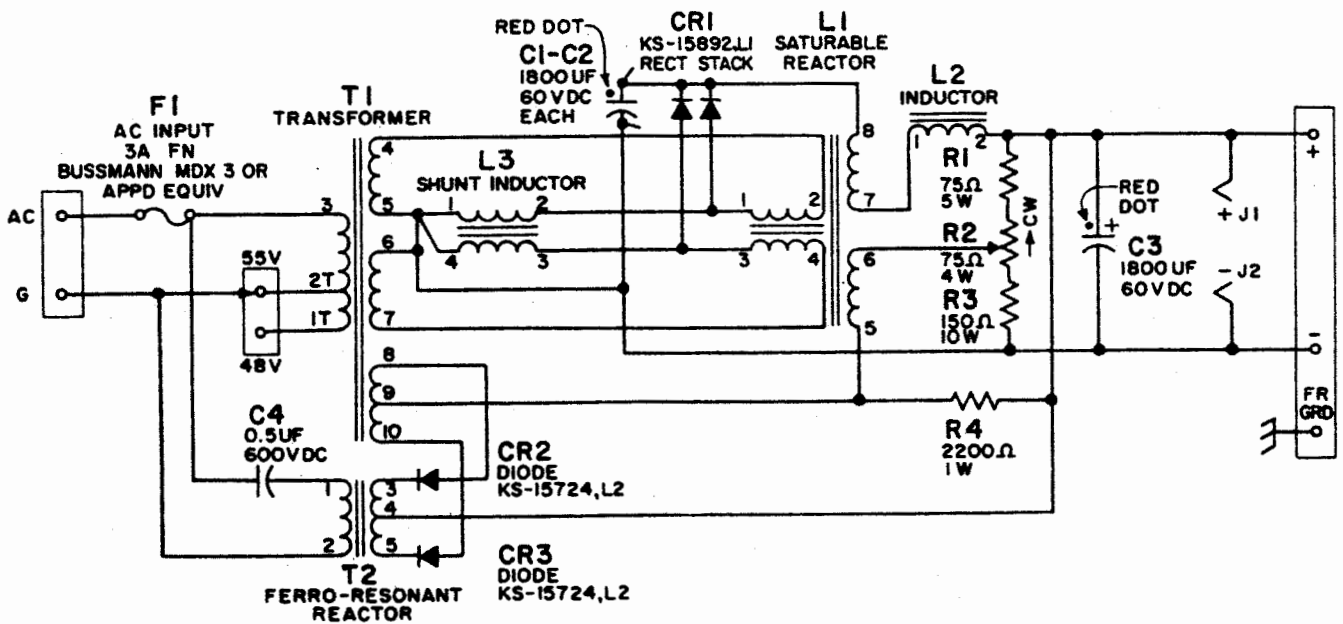 RED DOT
C1-C2
1800 UF
60 VDC
EACH
CR1
KS-15892,L1
RECT STACK
L1
SATURABLE
REACTOR
L2
INDUCTOR
F1
AC INPUT
3A FN
BUSSMANN MDX 3 OR
APPD EQUIV
T1
TRANSFORMER
L3
SHUNT INDUCTOR
AC
G
55V
48V
3
2T
1T
4
5
6
7
8
9
10
1
2
4
3
1
2
3
4
8
7
6
5
1
2
R1
75Ω
5W
R2
75Ω
4W
R3
150Ω
10W
CW
RED
DOT
+
C3
1800 UF
60 VDC
+ J1
- J2
+
-
FR
GRD
R4
2200Ω
1W
C4
0.5UF
600VDC
CR2
DIODE
KS-15724,L2
1
2
3
4
5
CR3
DIODE
KS-15724,L2
T2
FERRO-RESONANT
REACTOR